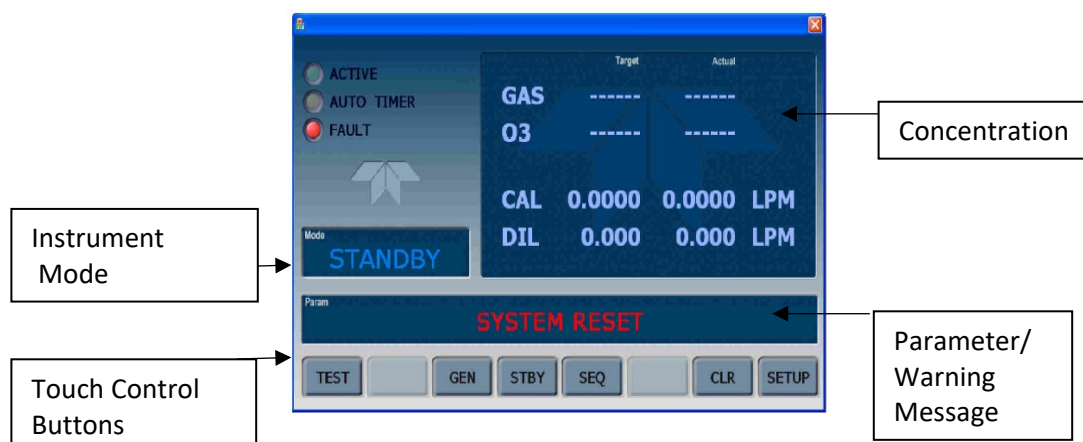 Target Actual
ACTIVE
AUTO TIMER
FAULT
GAS ------ ------
O3 ------ ------
CAL 0.0000 0.0000 LPM
DIL 0.000 0.000 LPM
Mode
STANDBY
Param
SYSTEM RESET
TEST GEN STBY SEQ CLR SETUP
Concentration
Instrument
Mode
Touch Control
Buttons
Parameter/
Warning
Message